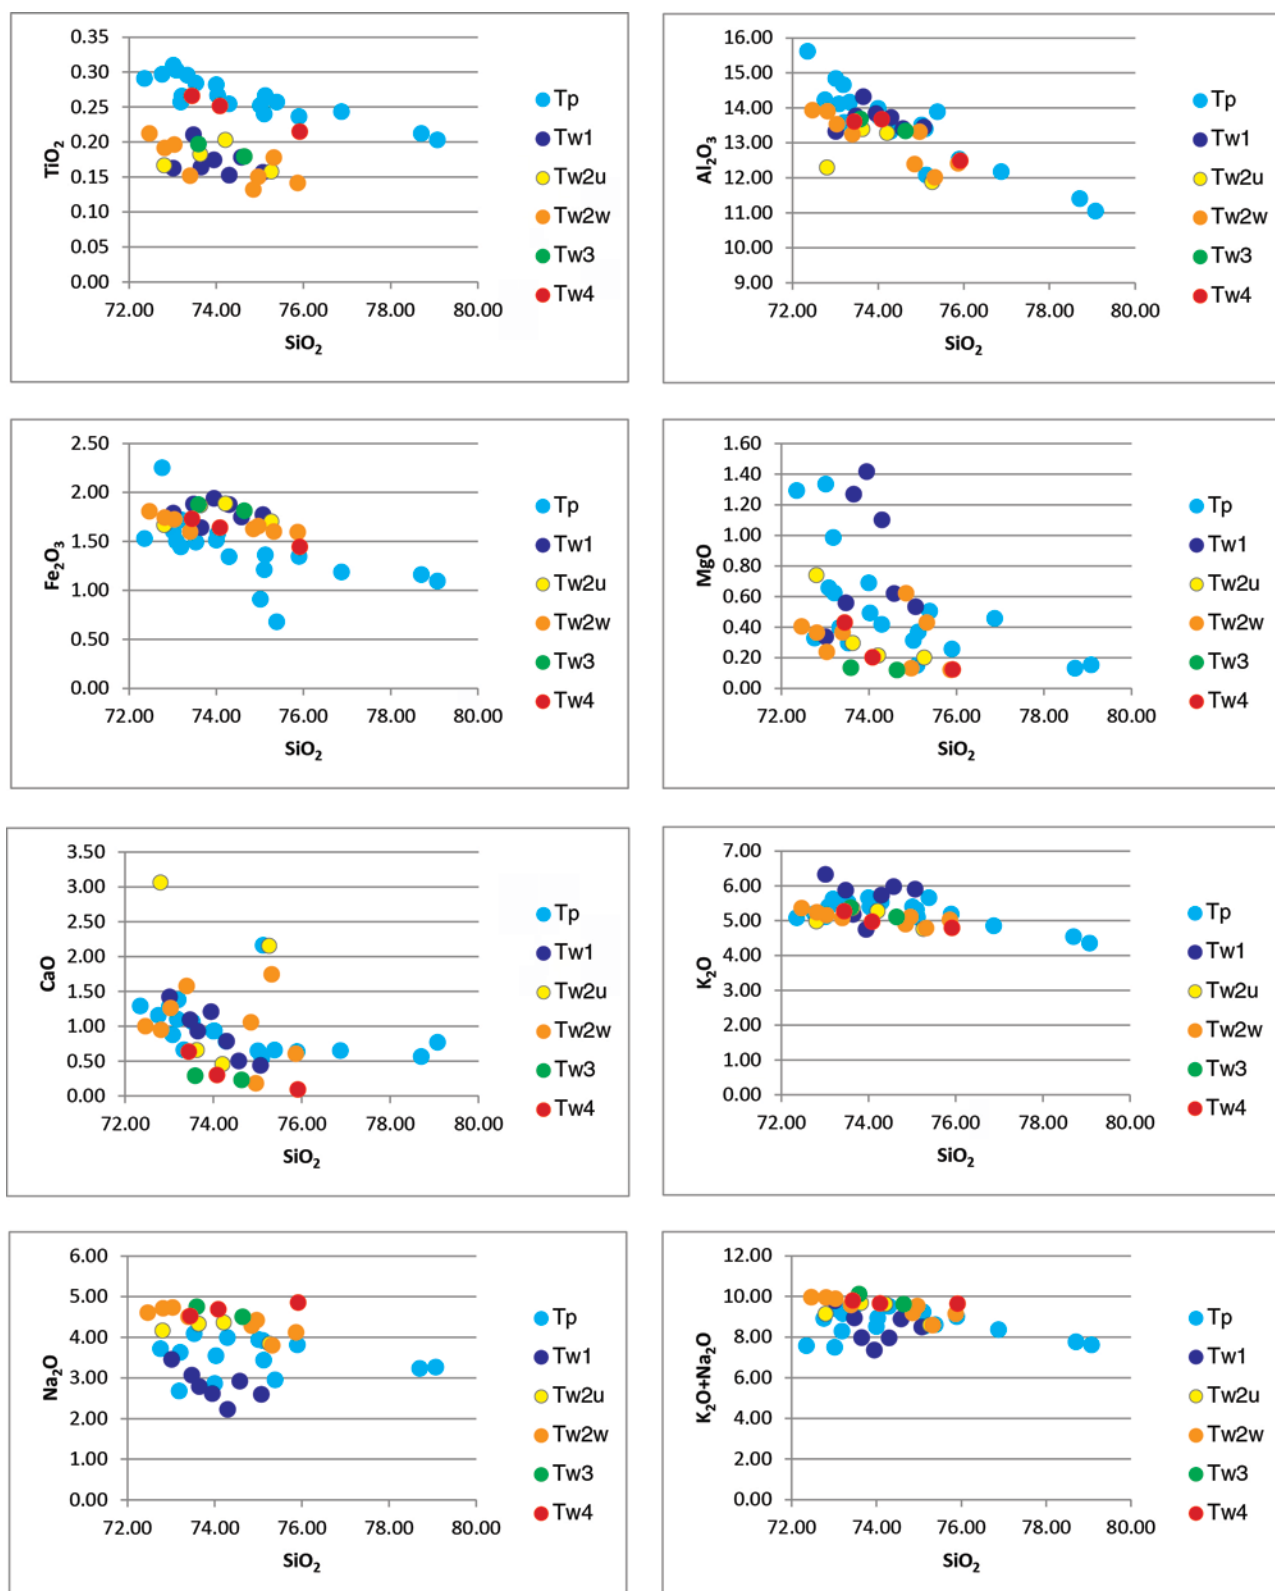 0.35
0.30
0.25
0.20
0.15
0.10
0.05
0.00
TiO₂
72.00 74.00 76.00 78.00 80.00
SiO₂
Tp
Tw1
Tw2u
Tw2w
Tw3
Tw4
16.00
15.00
14.00
13.00
12.00
11.00
10.00
9.00
Al₂O₃
72.00 74.00 76.00 78.00 80.00
SiO₂
Tp
Tw1
Tw2u
Tw2w
Tw3
Tw4
2.50
2.00
1.50
1.00
0.50
0.00
Fe₂O₃
72.00 74.00 76.00 78.00 80.00
SiO₂
Tp
Tw1
Tw2u
Tw2w
Tw3
Tw4
1.60
1.40
1.20
1.00
0.80
0.60
0.40
0.20
0.00
MgO
72.00 74.00 76.00 78.00 80.00
SiO₂
Tp
Tw1
Tw2u
Tw2w
Tw3
Tw4
3.50
3.00
2.50
2.00
1.50
1.00
0.50
0.00
CaO
72.00 74.00 76.00 78.00 80.00
SiO₂
Tp
Tw1
Tw2u
Tw2w
Tw3
Tw4
7.00
6.00
5.00
4.00
3.00
2.00
1.00
0.00
K₂O
72.00 74.00 76.00 78.00 80.00
SiO₂
Tp
Tw1
Tw2u
Tw2w
Tw3
Tw4
6.00
5.00
4.00
3.00
2.00
1.00
0.00
Na₂O
72.00 74.00 76.00 78.00 80.00
SiO₂
Tp
Tw1
Tw2u
Tw2w
Tw3
Tw4
12.00
10.00
8.00
6.00
4.00
2.00
0.00
K₂O+Na₂O
72.00 74.00 76.00 78.00 80.00
SiO₂
Tp
Tw1
Tw2u
Tw2w
Tw3
Tw4